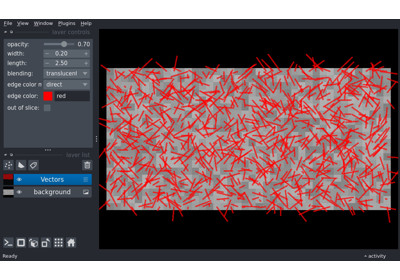 File View Window Plugins Help
layer controls
opacity: 0.70
width: 0.20
length: 2.50
blending: translucent
edge color m direct
edge color: red
out of slice:
layer list
Vectors
background
Ready
activity